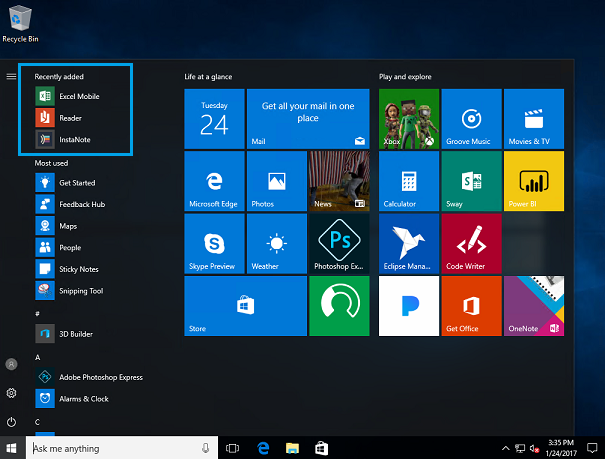 Recycle Bin
Recently added
Excel Mobile
Reader
InstaNote
Most used
Get Started
Feedback Hub
Maps
People
Sticky Notes
Snipping Tool
#
3D Builder
A
Adobe Photoshop Express
Alarms & Clock
C
Life at a glance
Tuesday
24
Get all your mail in one
place
Mail
Microsoft Edge
Photos
News
Skype Preview
Weather
Ps
Photoshop Ex...
Store
Play and explore
Xbox
Groove Music
Movies & TV
Calculator
Sway
Power BI
Eclipse Mana...
Code Writer
Get Office
OneNote
Ask me anything
3:35 PM
1/24/2017